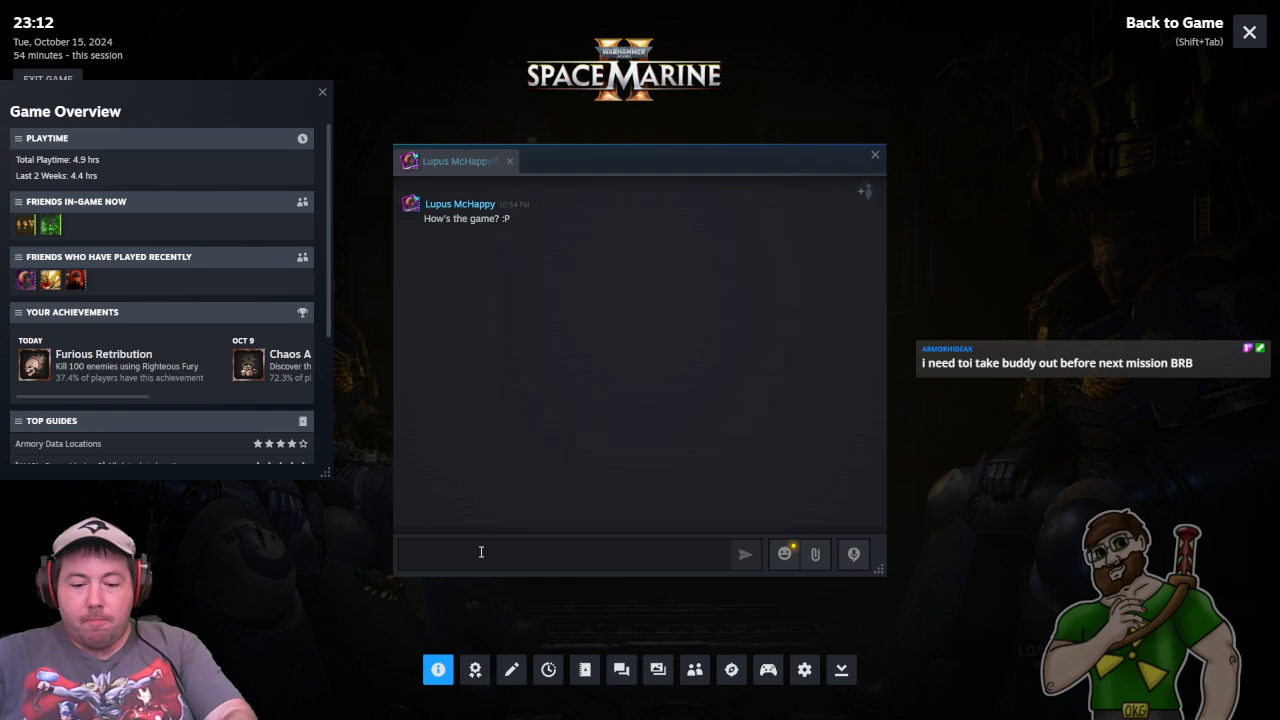 23:12
Tue, October 15, 2024
54 minutes - this session
EXIT GAME
Back to Game
(Shift+Tab)
WARHAMMER
SPACE MARINE
II
Game Overview
PLAYTIME
Total Playtime: 4.9 hrs
Last 2 Weeks: 4.4 hrs
FRIENDS IN-GAME NOW
FRIENDS WHO HAVE PLAYED RECENTLY
YOUR ACHIEVEMENTS
TODAY
Furious Retribution
Kill 100 enemies using Righteous Fury
37.4% of players have this achievement
OCT 9
Chaos A
Discover th
72.3% of pl
TOP GUIDES
Armory Data Locations
Lupus McHappy
Lupus McHappy 10:54 PM
How's the game? :P
ARMORHIDEAK
i need toi take buddy out before next mission BRB
OKG